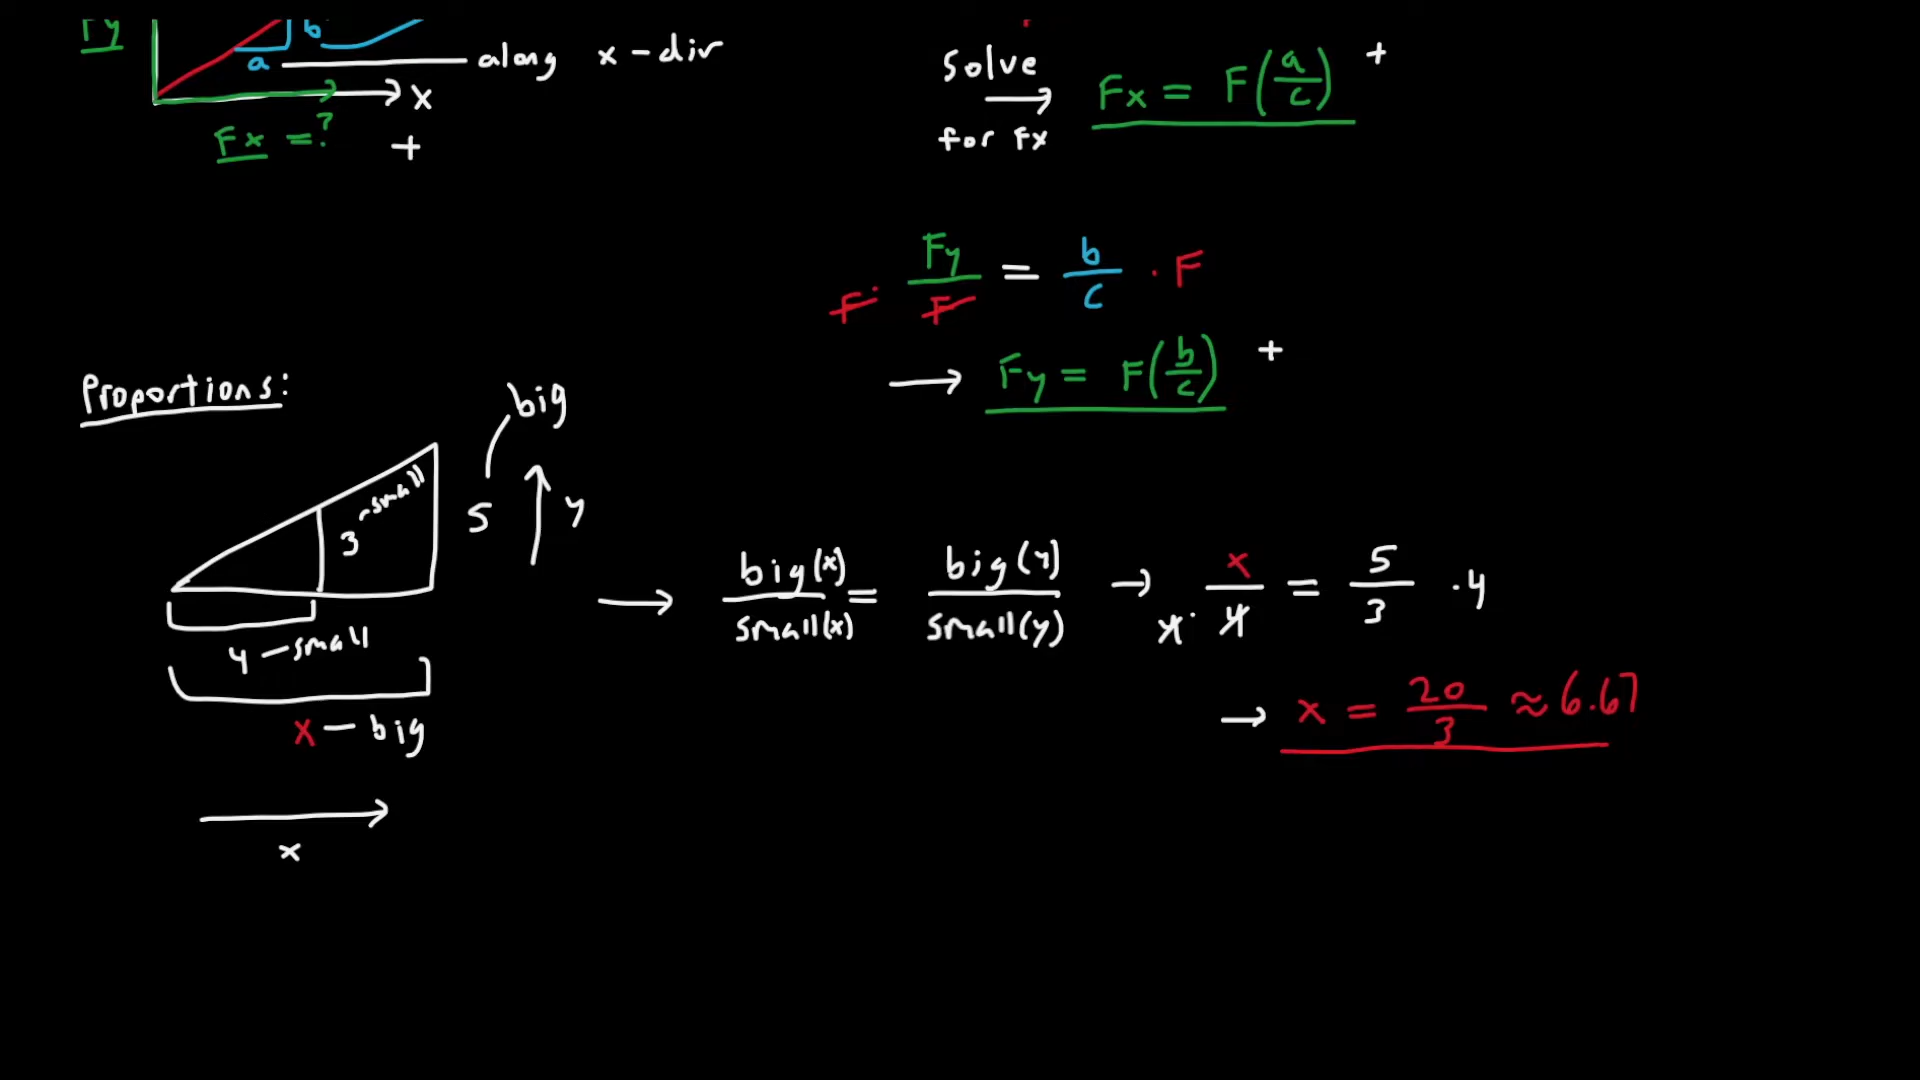 Fy
b
a
along x-dir
x
Fx = ?
+
Solve
for Fx
→ Fx = F(a/c) +
F · Fy/F = b/c · F
→ Fy = F(b/c) +
Proportions:
big
small
3
5
y
4 - small
x - big
x
→ big(x)/small(x) = big(y)/small(y) → 4 · x/4 = 5/3 · 4
→ x = 20/3 ≈ 6.67